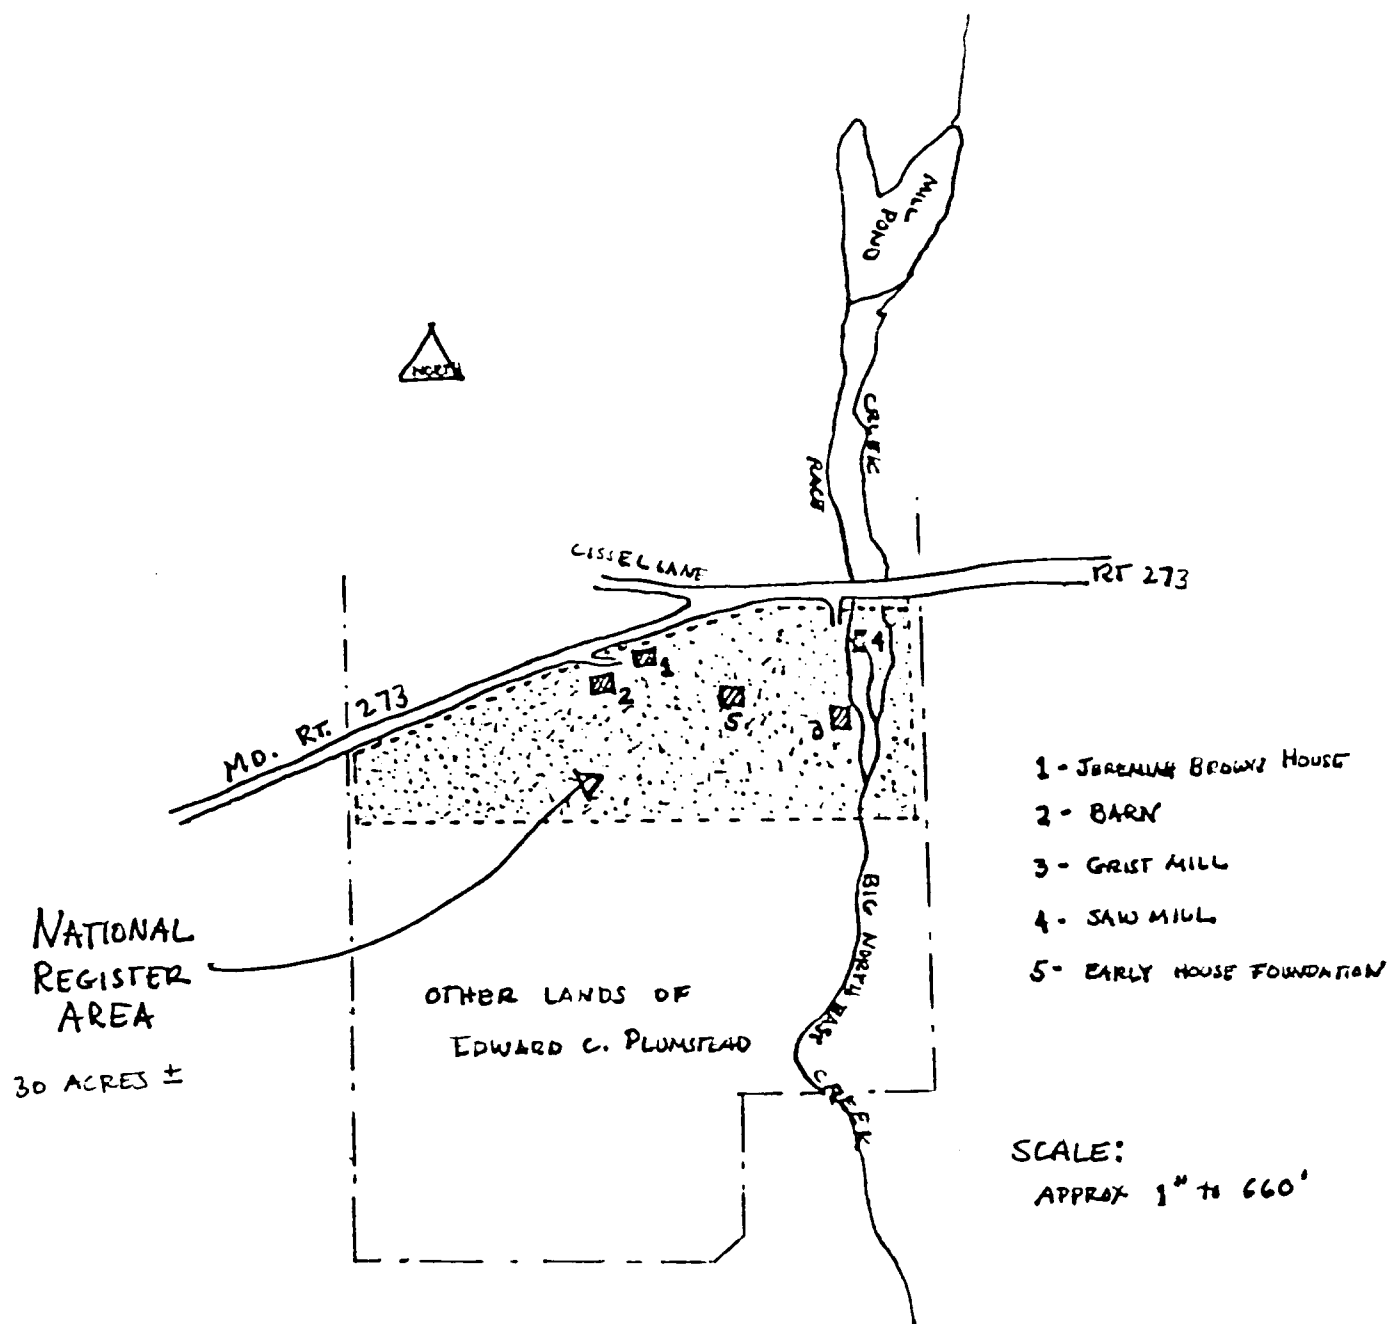 MILL
POND
NORTH
CREEK
RACE
CISSEL LANE
RT 273
MD. RT. 273
1
2
3
4
5
1 - JEREMIAH BROWN HOUSE
2 - BARN
3 - GRIST MILL
4 - SAW MILL
5 - EARLY HOUSE FOUNDATION
NATIONAL
REGISTER
AREA
30 ACRES ±
OTHER LANDS OF
EDWARD C. PLUMSTEAD
BIG NORTH EAST CREEK
SCALE:
APPROX 1" to 660'